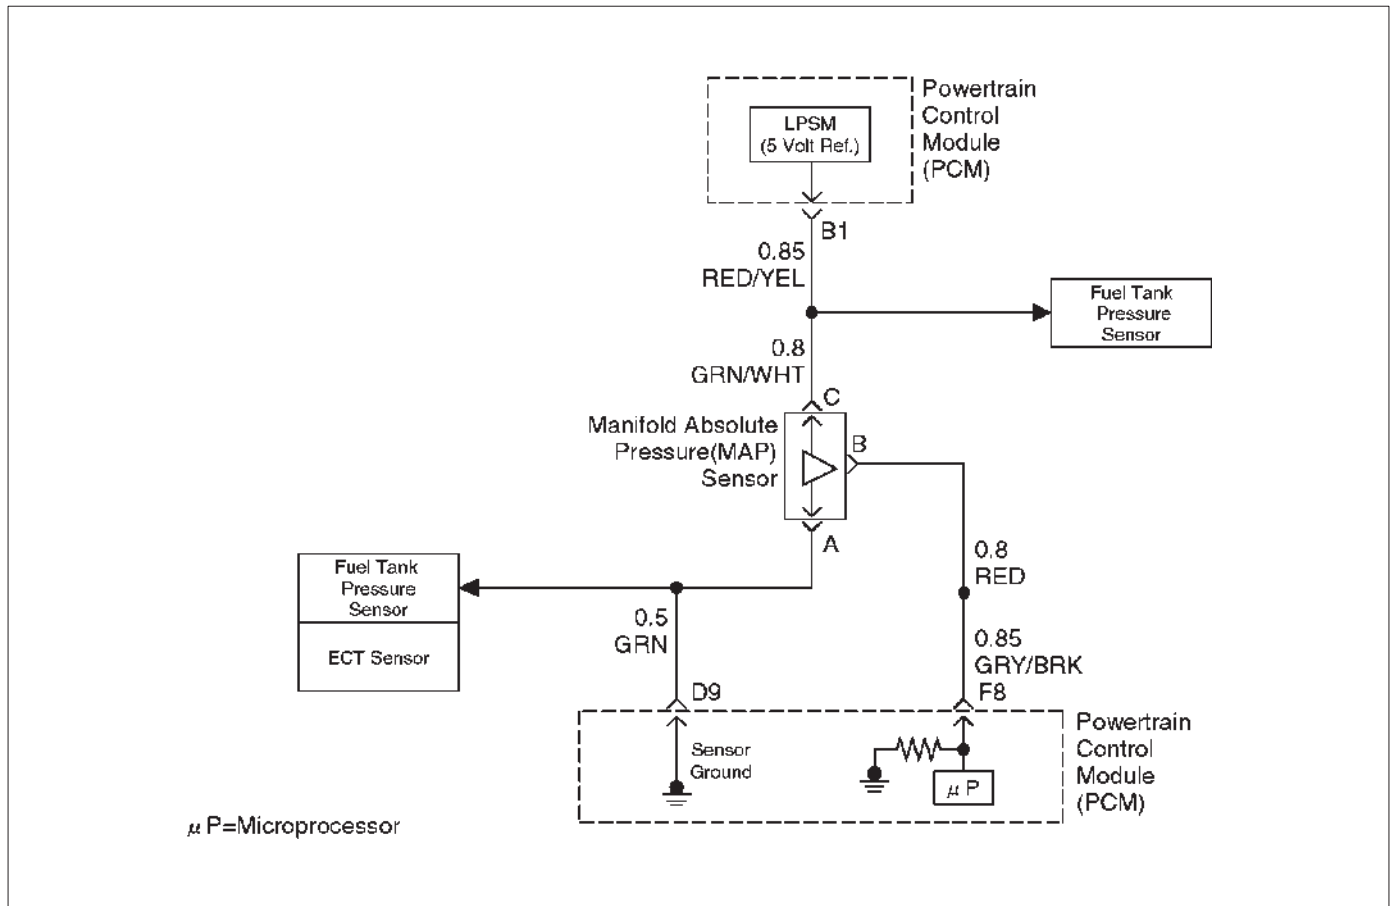 Powertrain
Control
Module
(PCM)
LPSM
(5 Volt Ref.)
B1
0.85
RED/YEL
Fuel Tank
Pressure
Sensor
0.8
GRN/WHT
C
Manifold Absolute
Pressure(MAP)
Sensor
B
A
Fuel Tank
Pressure
Sensor
ECT Sensor
0.8
RED
0.5
GRN
0.85
GRY/BRK
D9
F8
Sensor
Ground
μ P
Powertrain
Control
Module
(PCM)
μ P=Microprocessor